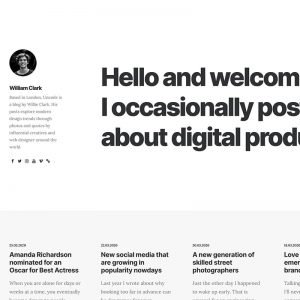 William Clark
Based in London, Uncode is
a blog by Willie Clark. His
posts explore modern
design trends through
photos and quotes by
influential creatives and
web designer around the
world.
Hello and welcom
I occasionally pos
about digital produ
25.03.2020
Amanda Richardson
nominated for an
Oscar for Best Actress
When you are alone for days or
weeks at a time, you eventually
22.03.2020
New social media that
are growing in
popularity nowdays
Last year I wrote about why
booking too far in advance can
20.03.2020
A new generation of
skilled street
photographers
Just the other day I happened
to wake up early. That is
18.03.2020
Love
emer
brand
Talking
I'll nev